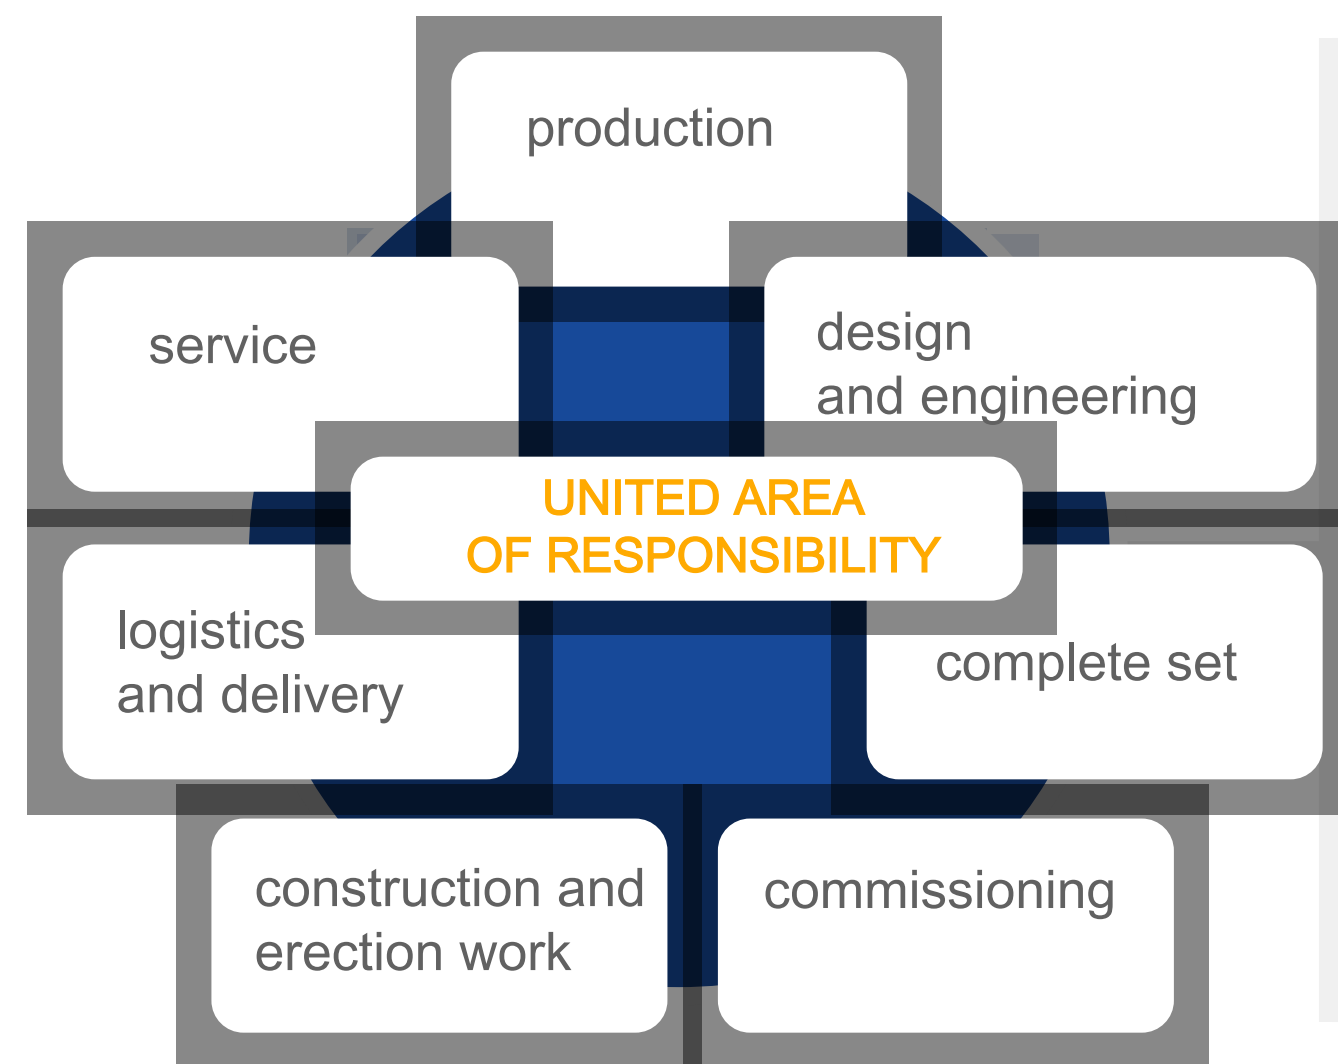 production
service
design
and engineering
UNITED AREA
OF RESPONSIBILITY
logistics
and delivery
complete set
construction and
erection work
commissioning